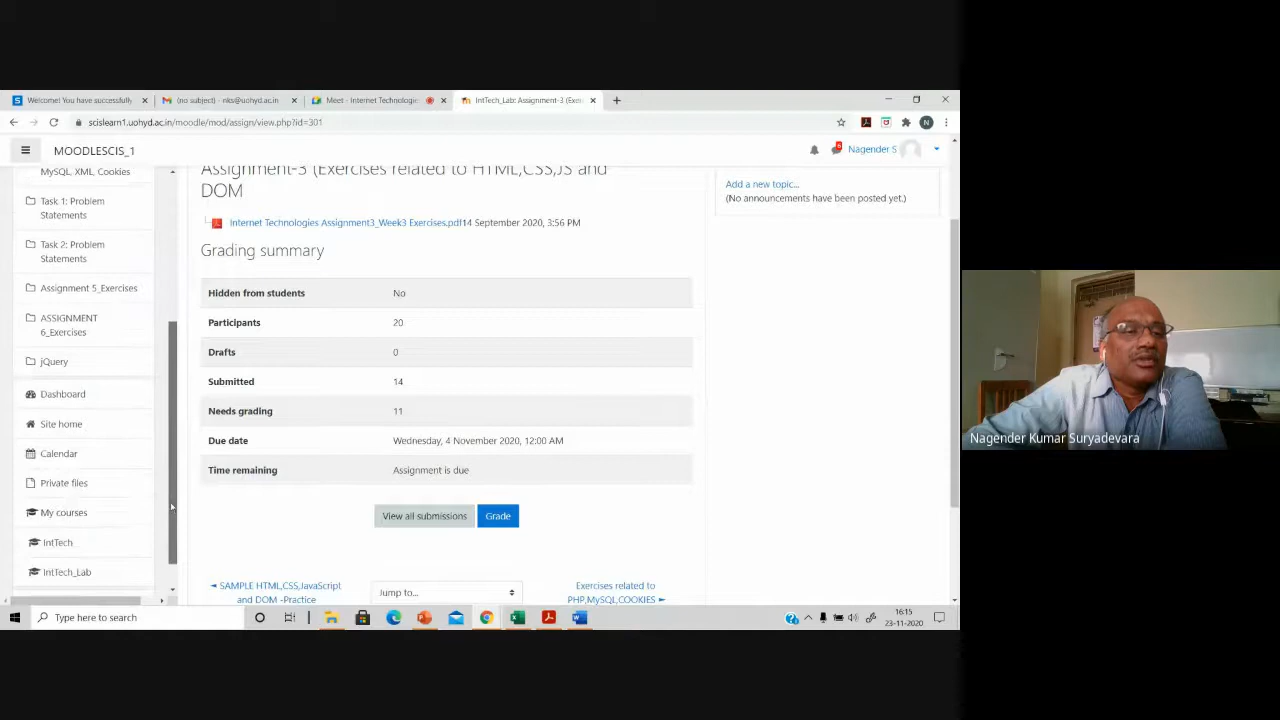 Welcome! You have successfully
(no subject) - nks@uohyd.ac.in
Meet - Internet Technologie
IntTech_Lab: Assignment-3 (Exer
scislearn1.uohyd.ac.in/moodle/mod/assign/view.php?id=301
MOODLESCIS_1
Nagender S
MySQL, XML, Cookies
Task 1: Problem
Statements
Task 2: Problem
Statements
Assignment 5_Exercises
ASSIGNMENT
6_Exercises
jQuery
Dashboard
Site home
Calendar
Private files
My courses
IntTech
IntTech_Lab
Assignment-3 (Exercises related to HTML,CSS,JS and
DOM
Internet Technologies Assignment3_Week3 Exercises.pdf14 September 2020, 3:56 PM
Grading summary
Hidden from students No
Participants 20
Drafts 0
Submitted 14
Needs grading 11
Due date Wednesday, 4 November 2020, 12:00 AM
Time remaining Assignment is due
View all submissions Grade
◄ SAMPLE HTML,CSS,JavaScript
and DOM -Practice
Jump to...
Exercises related to
PHP,MySQL,COOKIES ►
Add a new topic...
(No announcements have been posted yet.)
Nagender Kumar Suryadevara
Type here to search
16:15
23-11-2020